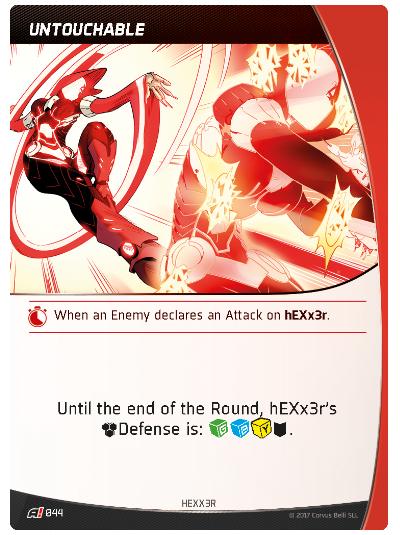 UNTOUCHABLE
When an Enemy declares an Attack on hEXx3r.
Until the end of the Round, hEXx3r's
Defense is: G B Y .
HEXX3R
A! 044
© 2017 Corvus Belli SLL